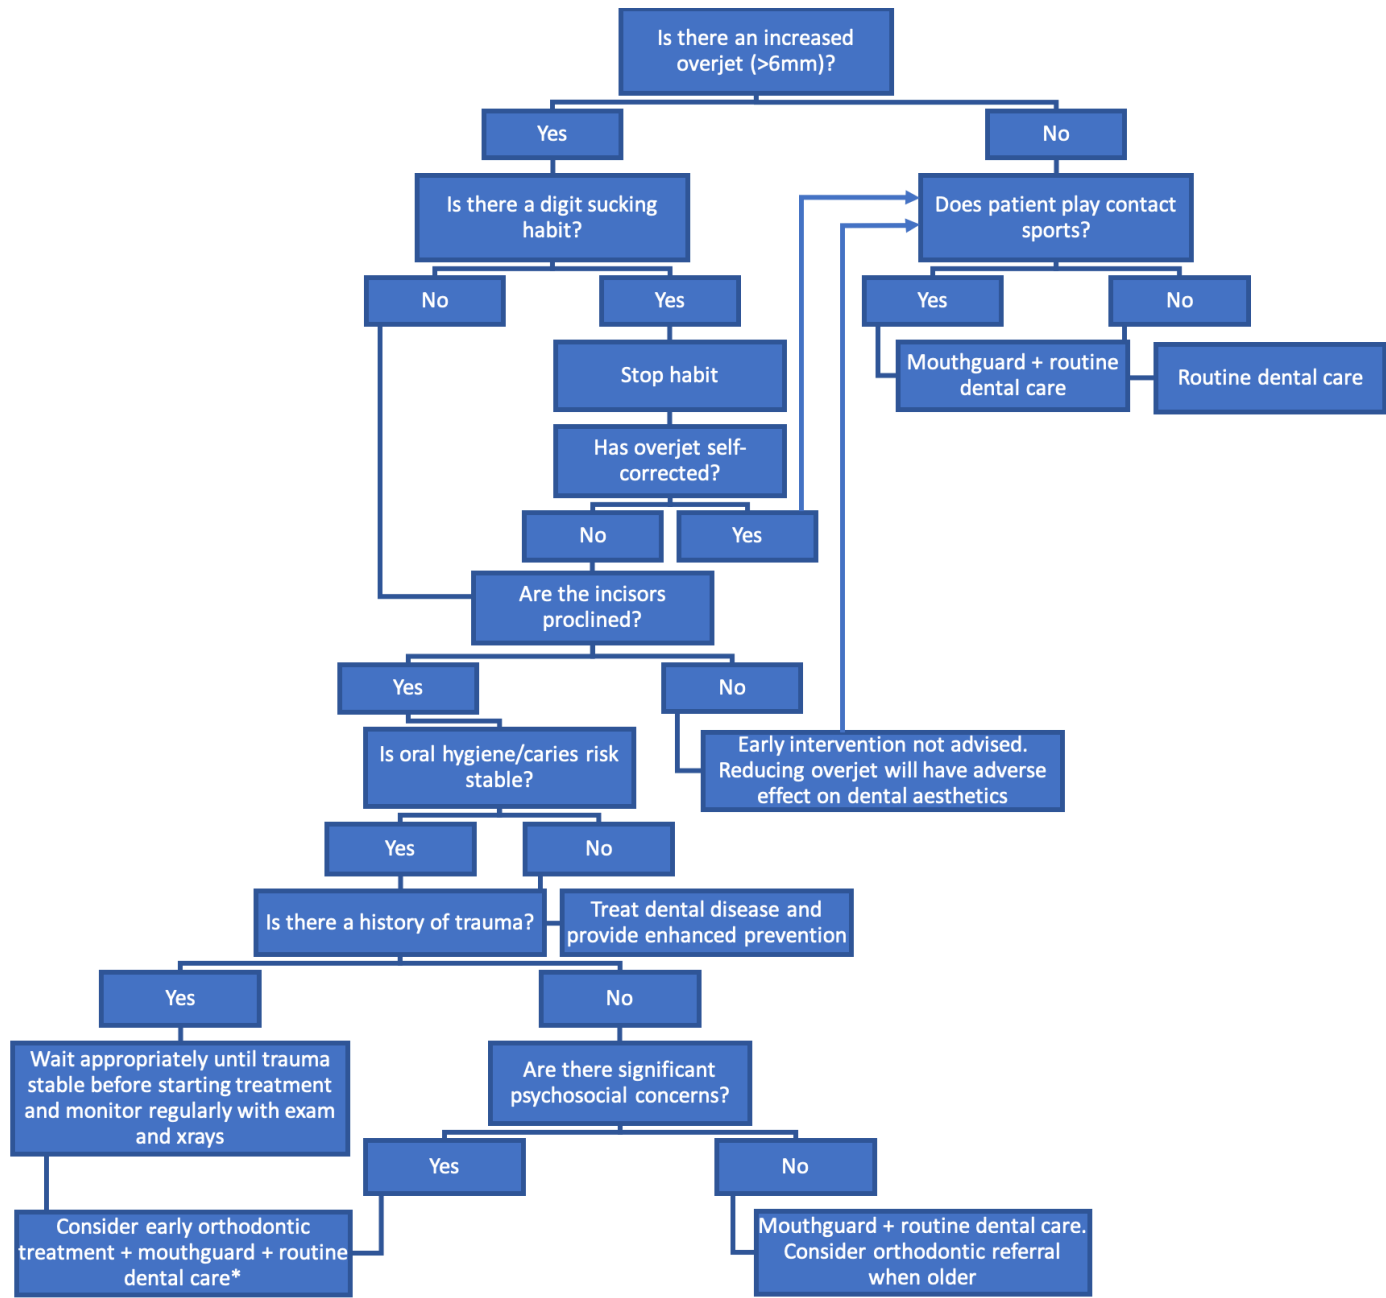 Is there an increased
overjet (>6mm)?
Yes
No
Is there a digit sucking
habit?
Does patient play contact
sports?
No
Yes
Yes
No
Stop habit
Mouthguard + routine
dental care
Routine dental care
Has overjet self-
corrected?
No
Yes
Are the incisors
proclined?
Yes
No
Is oral hygiene/caries risk
stable?
Early intervention not advised.
Reducing overjet will have adverse
effect on dental aesthetics
Yes
No
Is there a history of trauma?
Treat dental disease and
provide enhanced prevention
Yes
No
Wait appropriately until trauma
stable before starting treatment
and monitor regularly with exam
and xrays
Are there significant
psychosocial concerns?
Yes
No
Consider early orthodontic
treatment + mouthguard + routine
dental care*
Mouthguard + routine dental care.
Consider orthodontic referral
when older